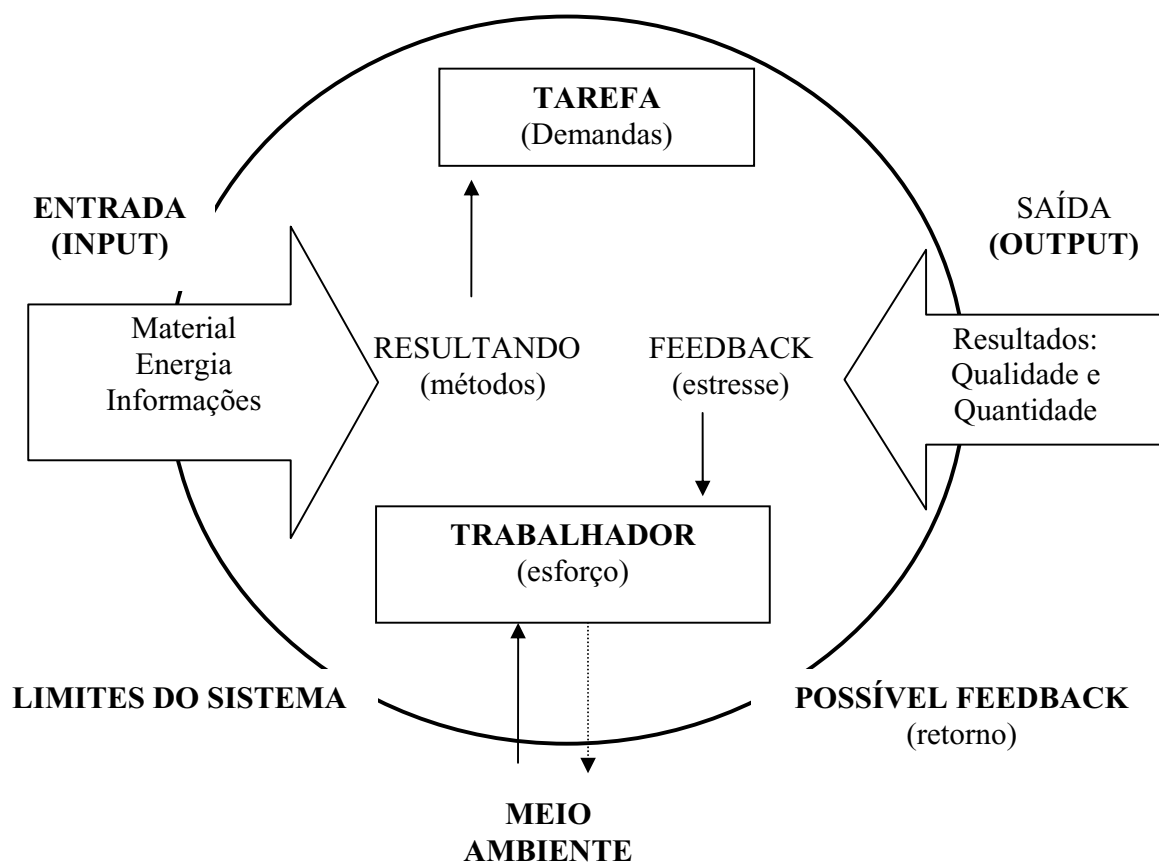 TAREFA
(Demandas)
ENTRADA
(INPUT)
SAÍDA
(OUTPUT)
Material
Energia
Informações
RESULTANDO
(métodos)
FEEDBACK
(estresse)
Resultados:
Qualidade e
Quantidade
TRABALHADOR
(esforço)
LIMITES DO SISTEMA
POSSÍVEL FEEDBACK
(retorno)
MEIO
AMBIENTE